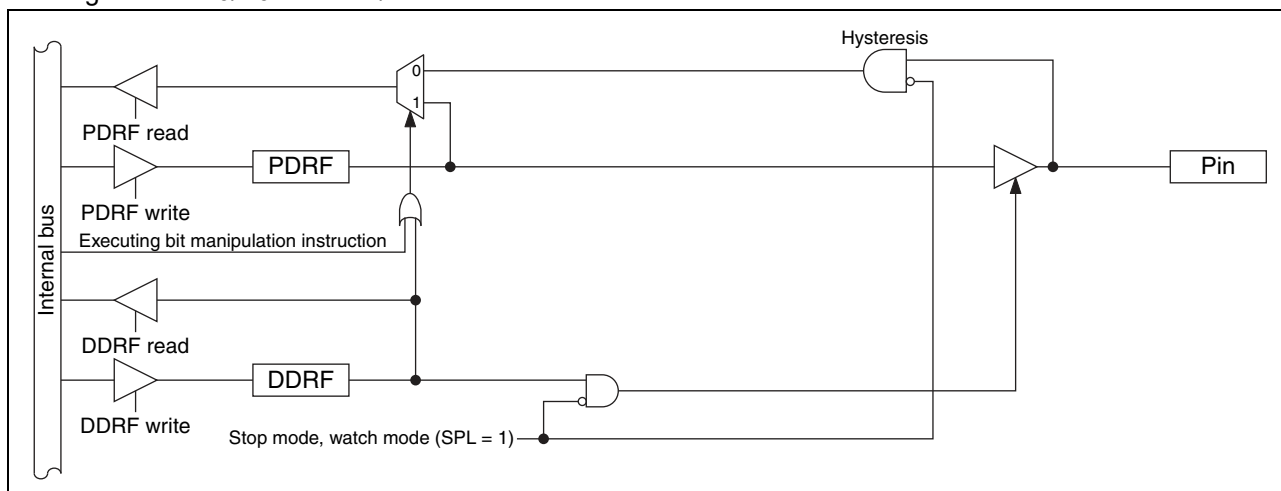 Hysteresis
0
1
PDRF read
PDRF
Pin
PDRF write
Executing bit manipulation instruction
Internal bus
DDRF read
DDRF
DDRF write
Stop mode, watch mode (SPL = 1)